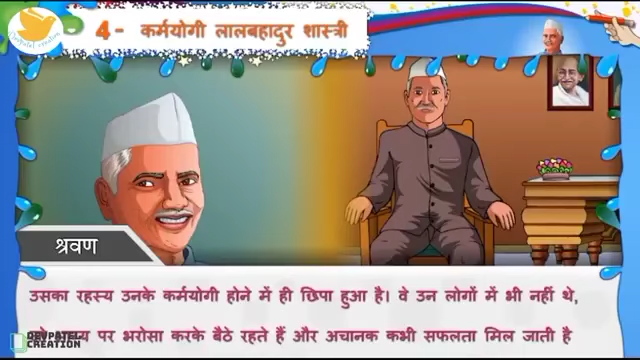 4- कर्मयोगी लालबहादुर शास्त्री
श्रवण
उसका रहस्य उनके कर्मयोगी होने में ही छिपा हुआ है। वे उन लोगों में भी नहीं थे,
पर भरोसा करके बैठे रहते हैं और अचानक कभी सफलता मिल जाती है
DEVPATEL
CREATION